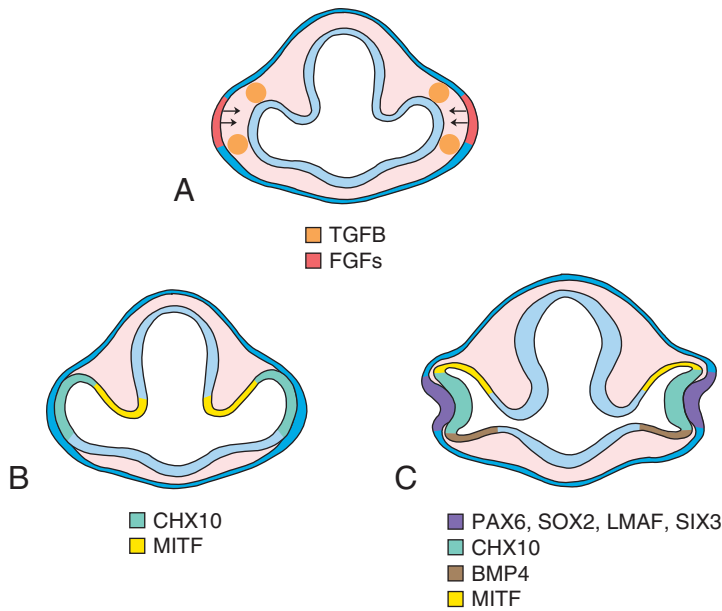 A
TGFB
FGFs
B
CHX10
MITF
C
PAX6, SOX2, LMAF, SIX3
CHX10
BMP4
MITF